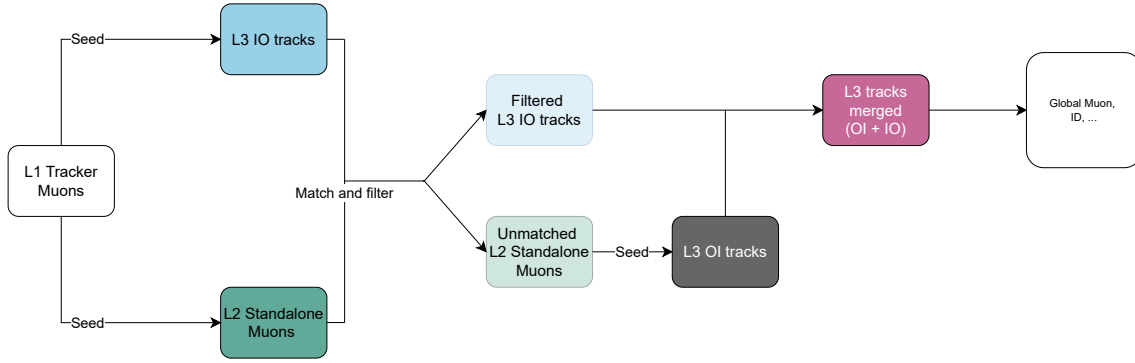 Seed
L3 IO tracks
L1 Tracker
Muons
Seed
L2 Standalone
Muons
Match and filter
Filtered
L3 IO tracks
Unmatched
L2 Standalone
Muons
Seed
L3 OI tracks
L3 tracks
merged
(OI + IO)
Global Muon,
ID, ...